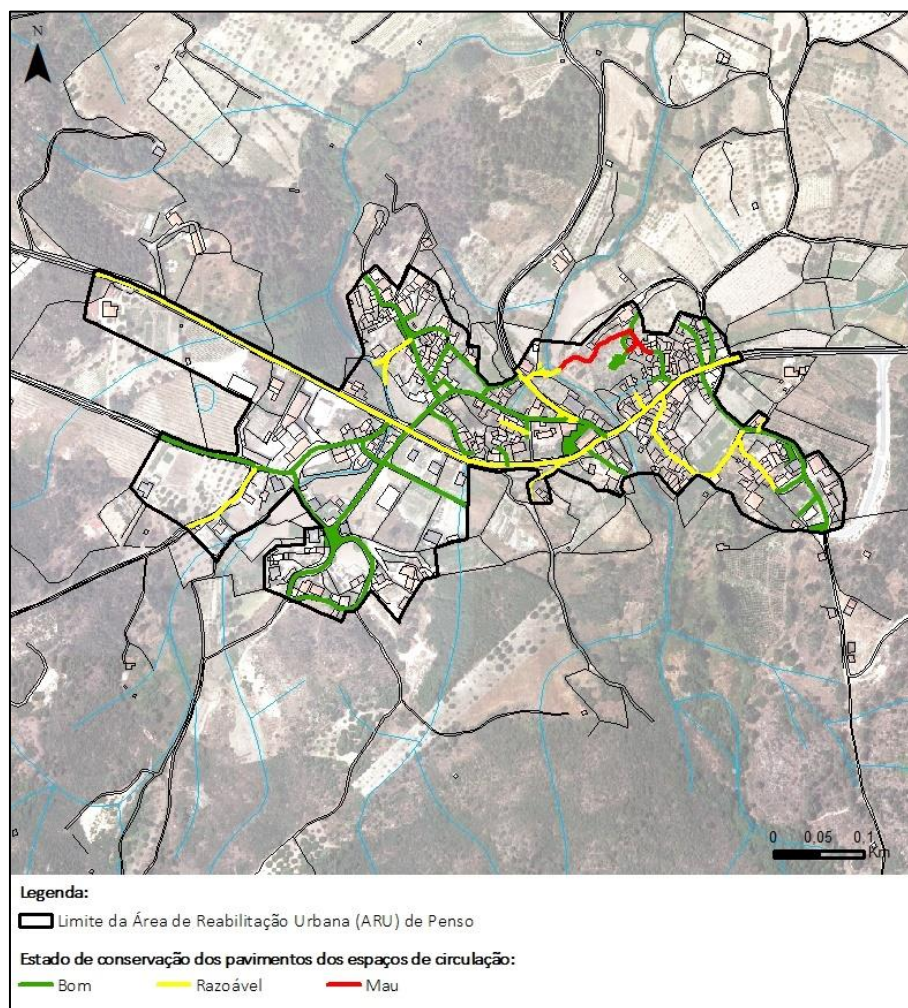 N
0 0,05 0,1
Km
Legenda:
Limite da Área de Reabilitação Urbana (ARU) de Penso
Estado de conservação dos pavimentos dos espaços de circulação:
Bom Razoável Mau